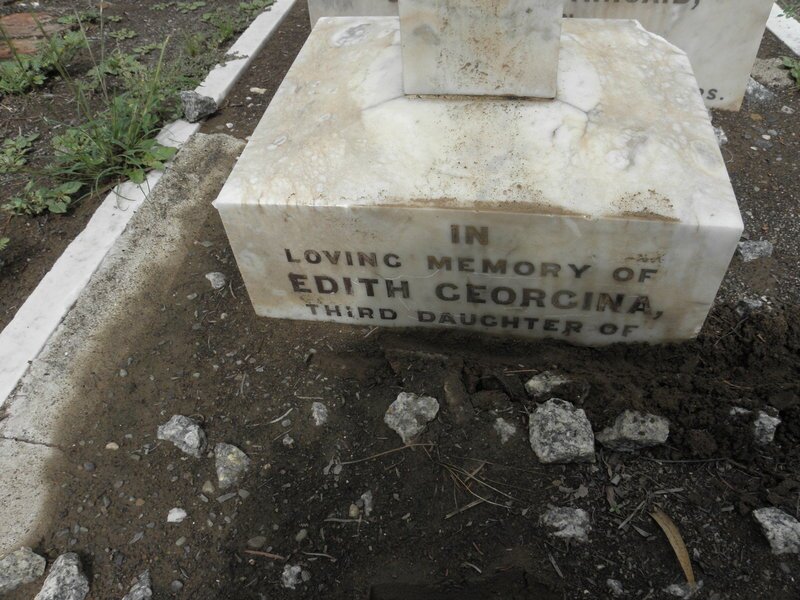 IN
LOVING MEMORY OF
EDITH GEORGINA,
THIRD DAUGHTER OF